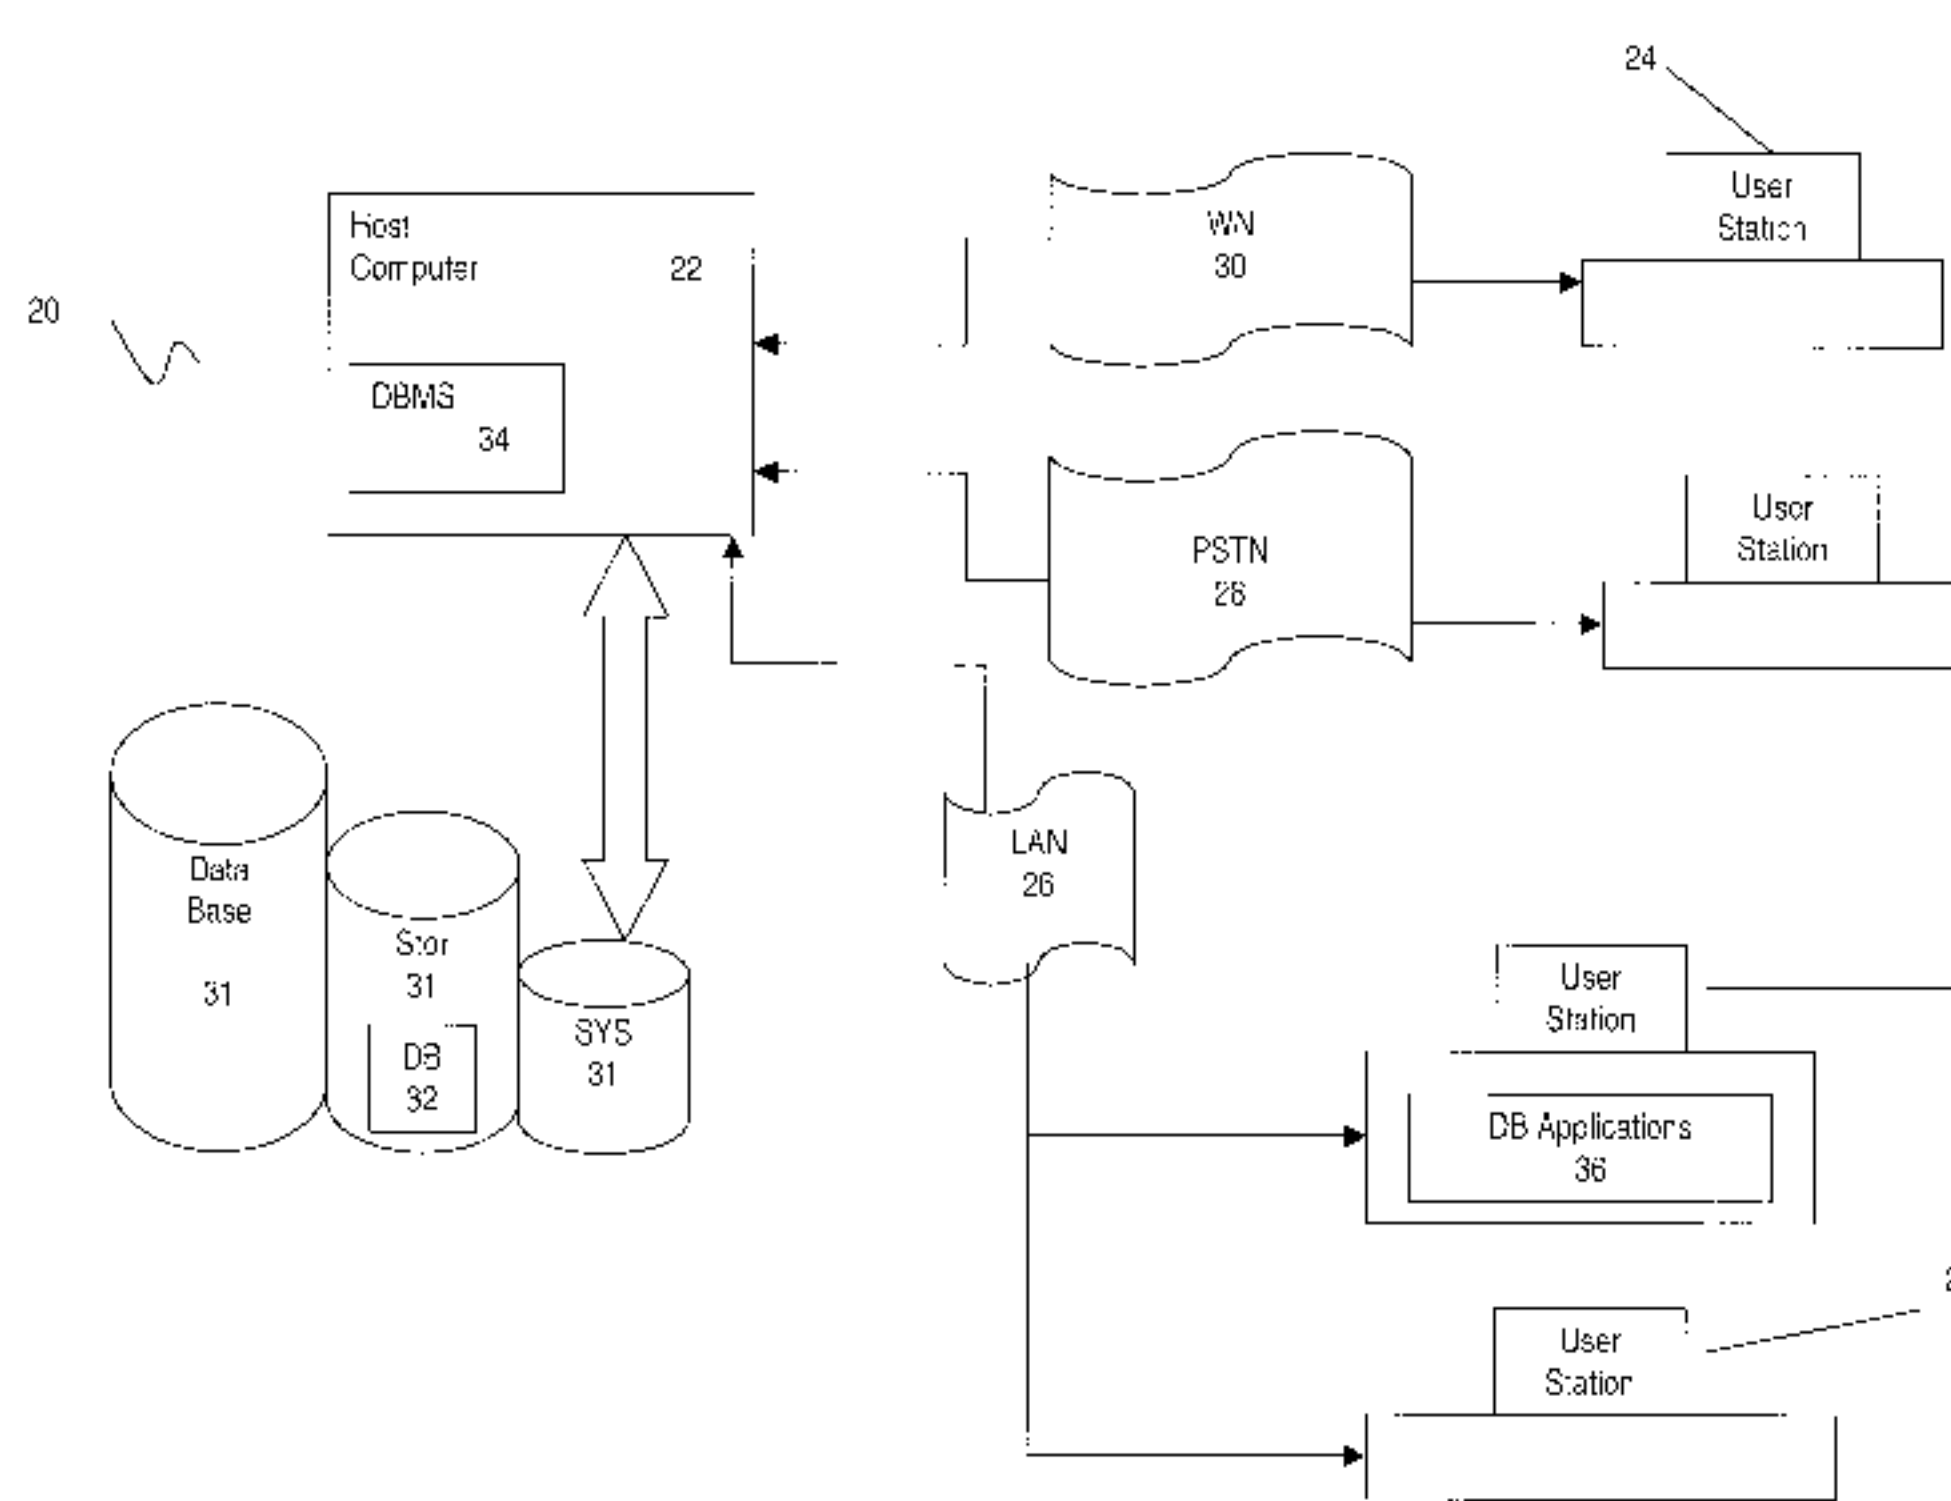 24
User
Station
Host
Computer 22
WN
30
20
DBMS
34
User
Station
PSTN
26
LAN
26
Data
Base
31
Stor
31
DB
32
SYS
31
User
Station
DB Applications
36
User
Station